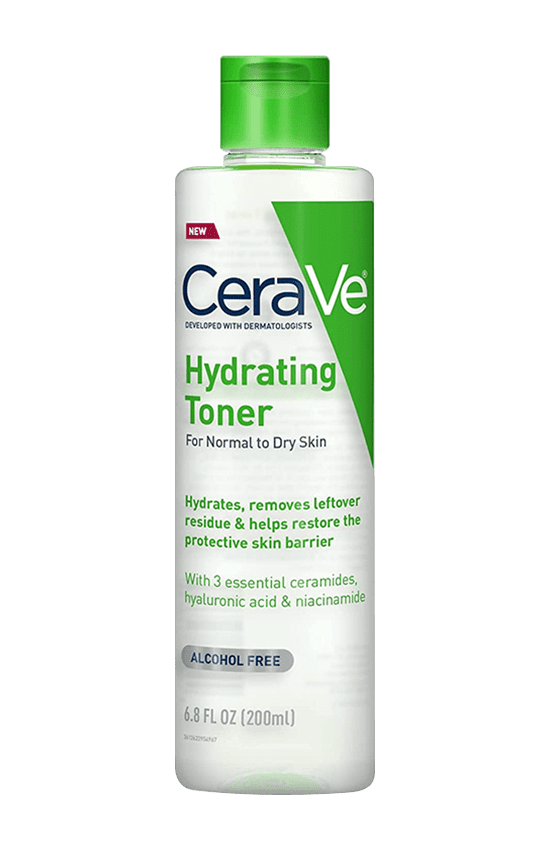 NEW
CeraVe®
DEVELOPED WITH DERMATOLOGISTS
Hydrating
Toner
For Normal to Dry Skin
Hydrates, removes leftover
residue & helps restore the
protective skin barrier
With 3 essential ceramides,
hyaluronic acid & niacinamide
ALCOHOL FREE
6.8 FL OZ (200ml)